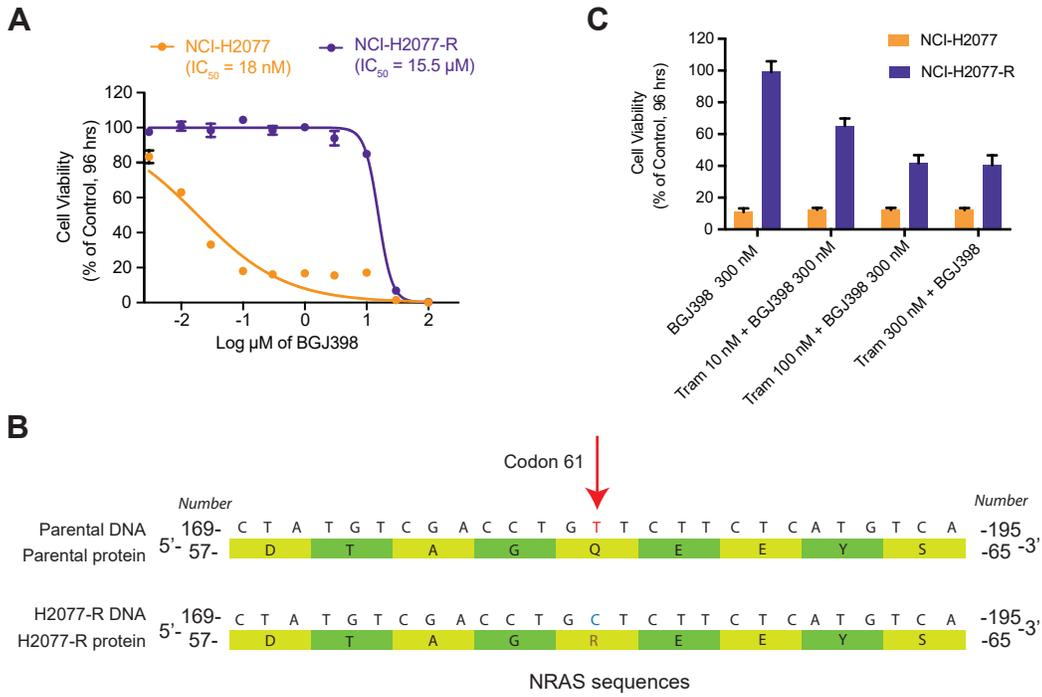 A
NCI-H2077
(IC50 = 18 nM)
NCI-H2077-R
(IC50 = 15.5 µM)
Cell Viability
(% of Control, 96 hrs)
120
100
80
60
40
20
0
-2 -1 0 1 2
Log µM of BGJ398
C
NCI-H2077
NCI-H2077-R
Cell Viability
(% of Control, 96 hrs)
120
100
80
60
40
20
0
BGJ398 300 nM
Tram 10 nM + BGJ398 300 nM
Tram 100 nM + BGJ398 300 nM
Tram 300 nM + BGJ398
B
Codon 61
Number
Number
Parental DNA 169- C T A T G T C G A C C T G T T C T T C T C A T G T C A -195
Parental protein 5'- 57- D T A G Q E E Y S -65 -3'
H2077-R DNA 169- C T A T G T C G A C C T G C T C T T C T C A T G T C A -195
H2077-R protein 5'- 57- D T A G R E E Y S -65 -3'
NRAS sequences